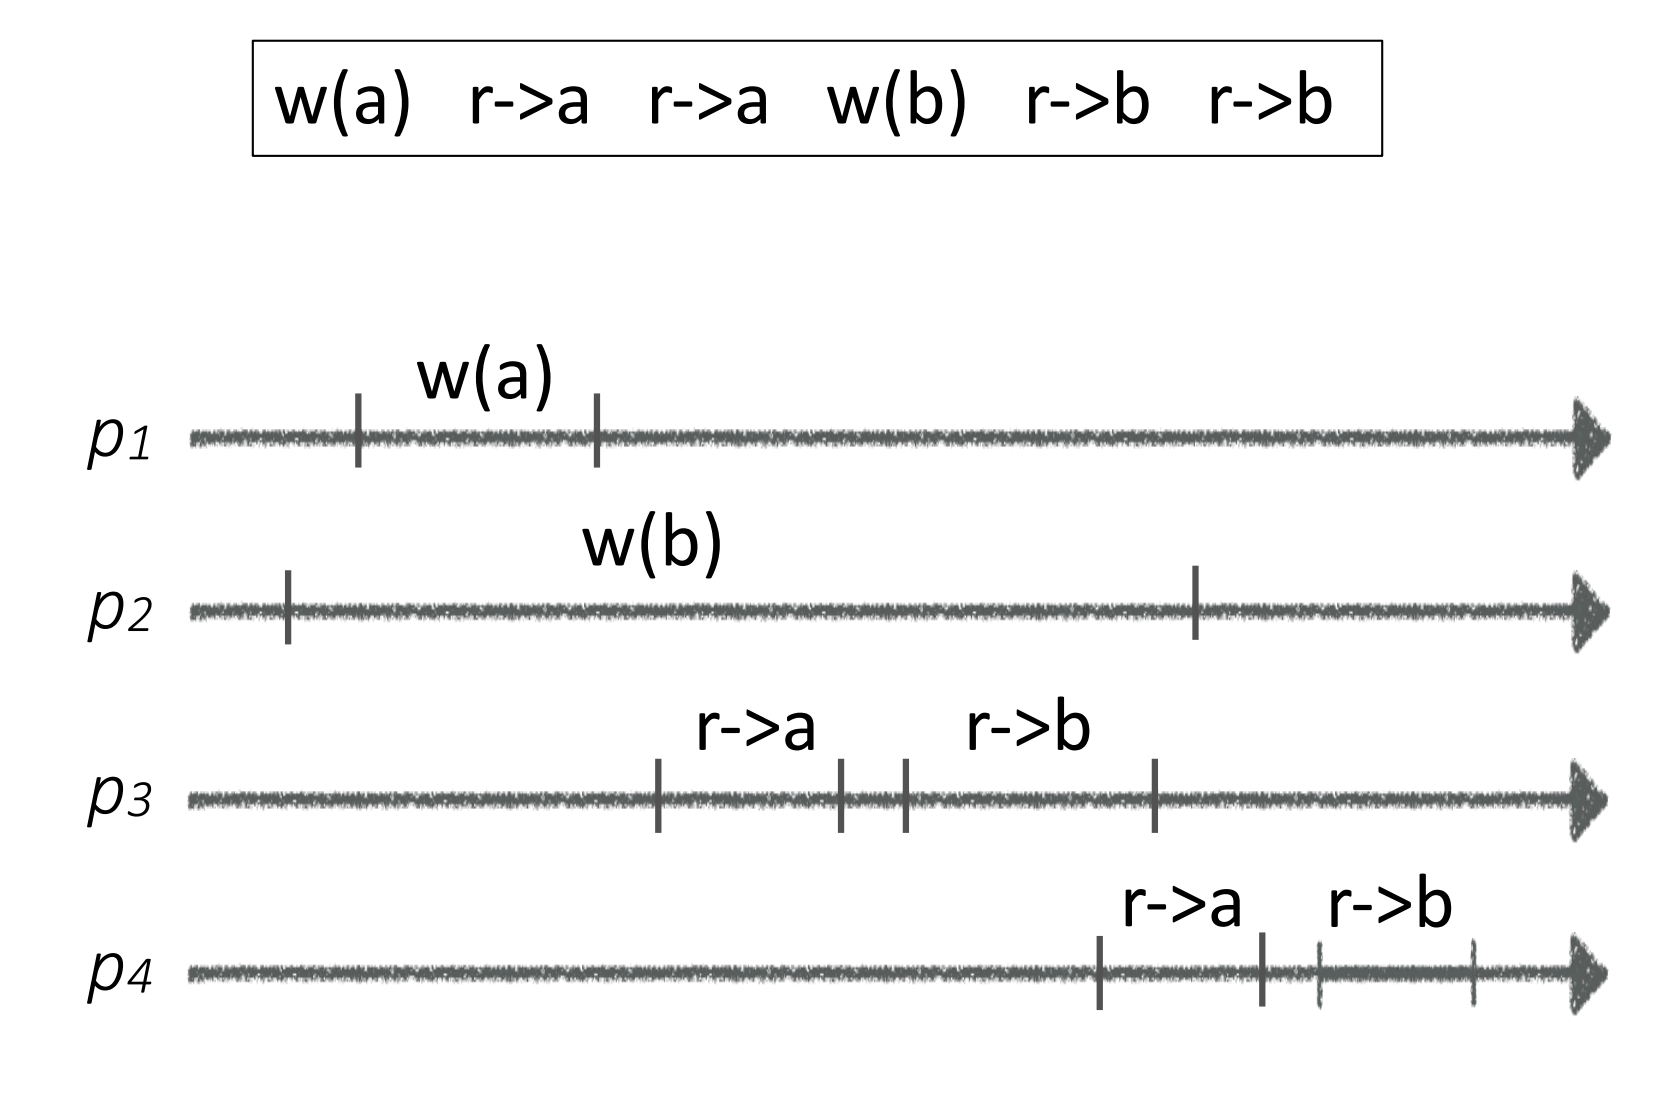 w(a) r->a r->a w(b) r->b r->b
w(a)
p1
w(b)
p2
r->a r->b
p3
r->a r->b
p4